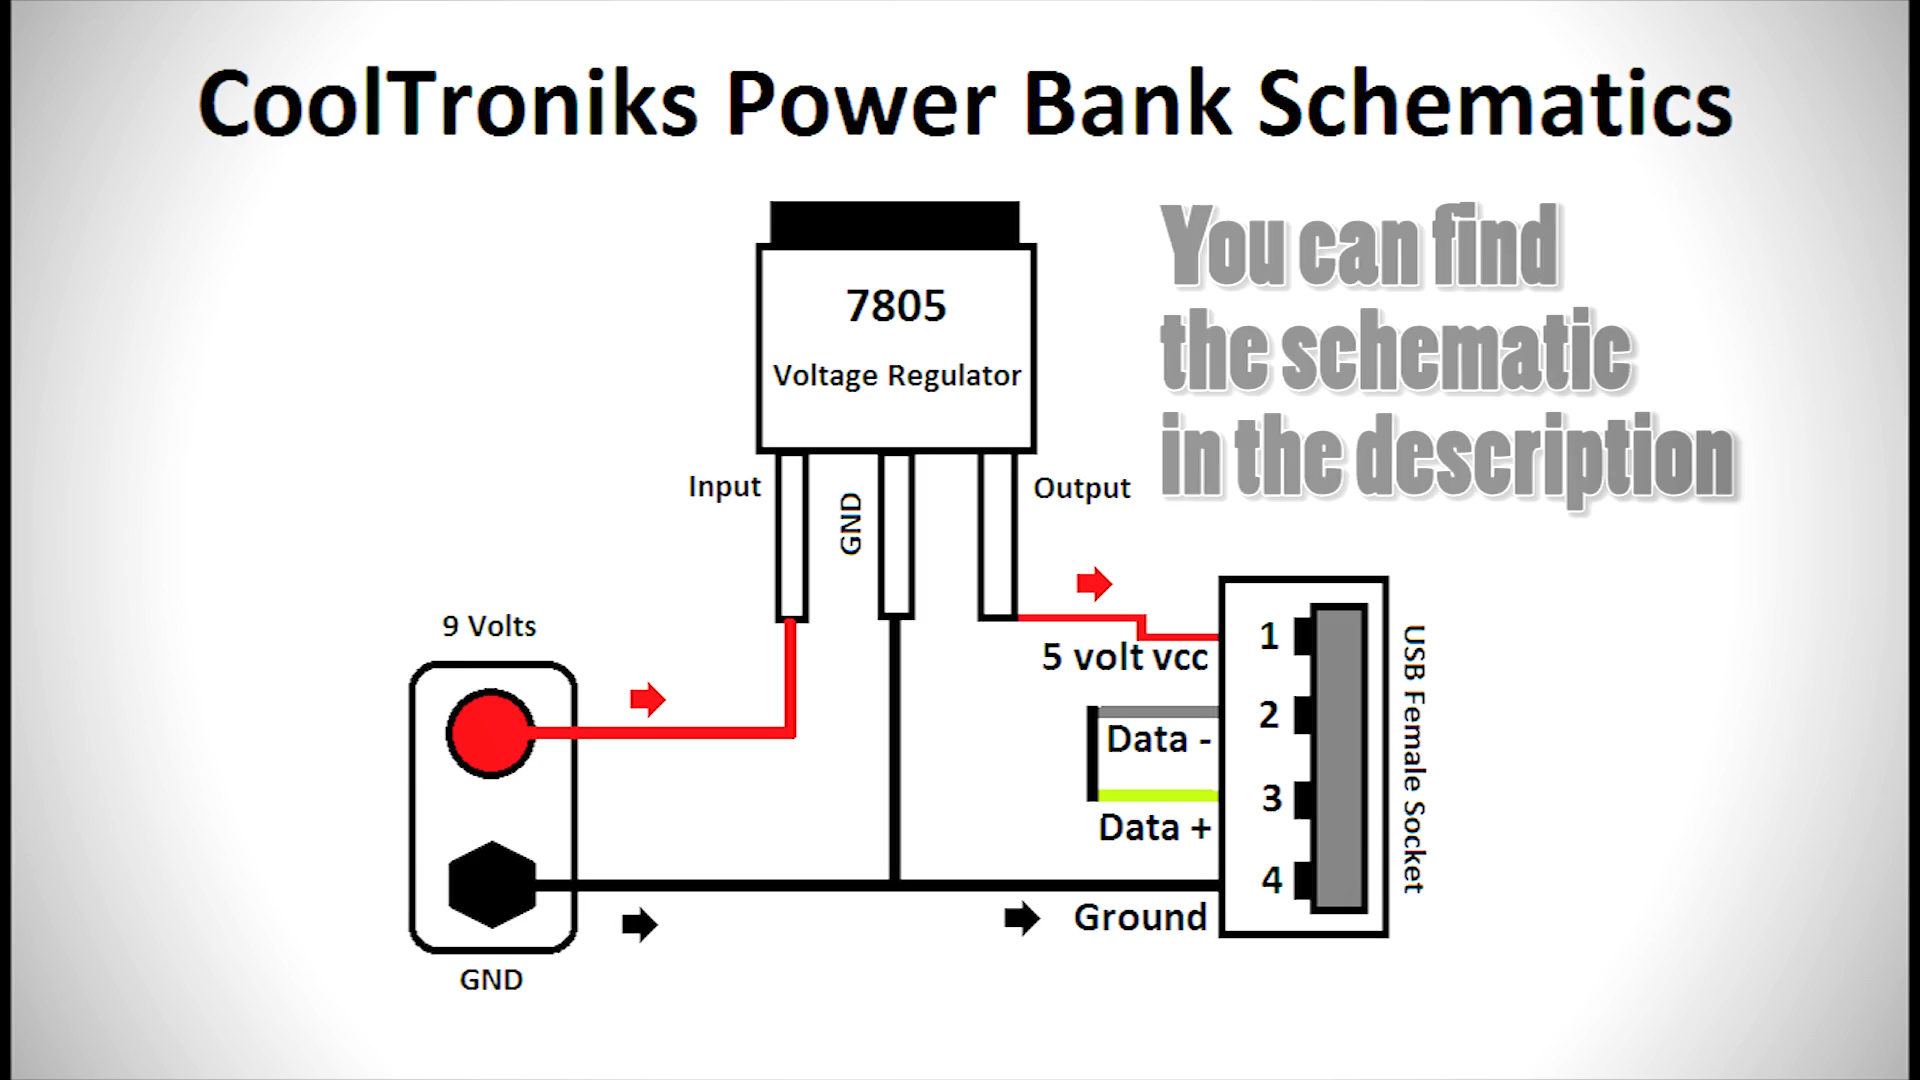 CoolTroniks Power Bank Schematics
You can find
the schematic
in the description
7805
Voltage Regulator
Input
GND
Output
9 Volts
5 volt vcc
1
Data -
2
Data +
3
Ground
4
USB Female Socket
GND